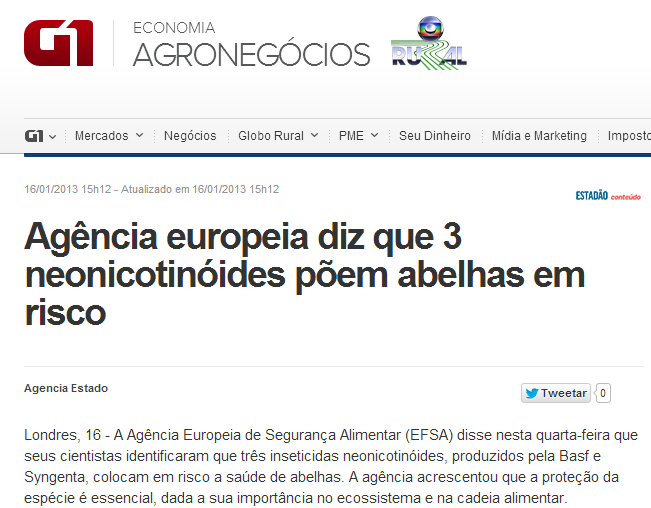 G1
ECONOMIA
AGRONEGÓCIOS
RURAL
G1 Mercados Negócios Globo Rural PME Seu Dinheiro Mídia e Marketing Imposto
16/01/2013 15h12 - Atualizado em 16/01/2013 15h12
ESTADÃO conteúdo
Agência europeia diz que 3
neonicotinóides põem abelhas em
risco
Agencia Estado
Tweetar 0
Londres, 16 - A Agência Europeia de Segurança Alimentar (EFSA) disse nesta quarta-feira que
seus cientistas identificaram que três inseticidas neonicotinóides, produzidos pela Basf e
Syngenta, colocam em risco a saúde de abelhas. A agência acrescentou que a proteção da
espécie é essencial, dada a sua importância no ecossistema e na cadeia alimentar.